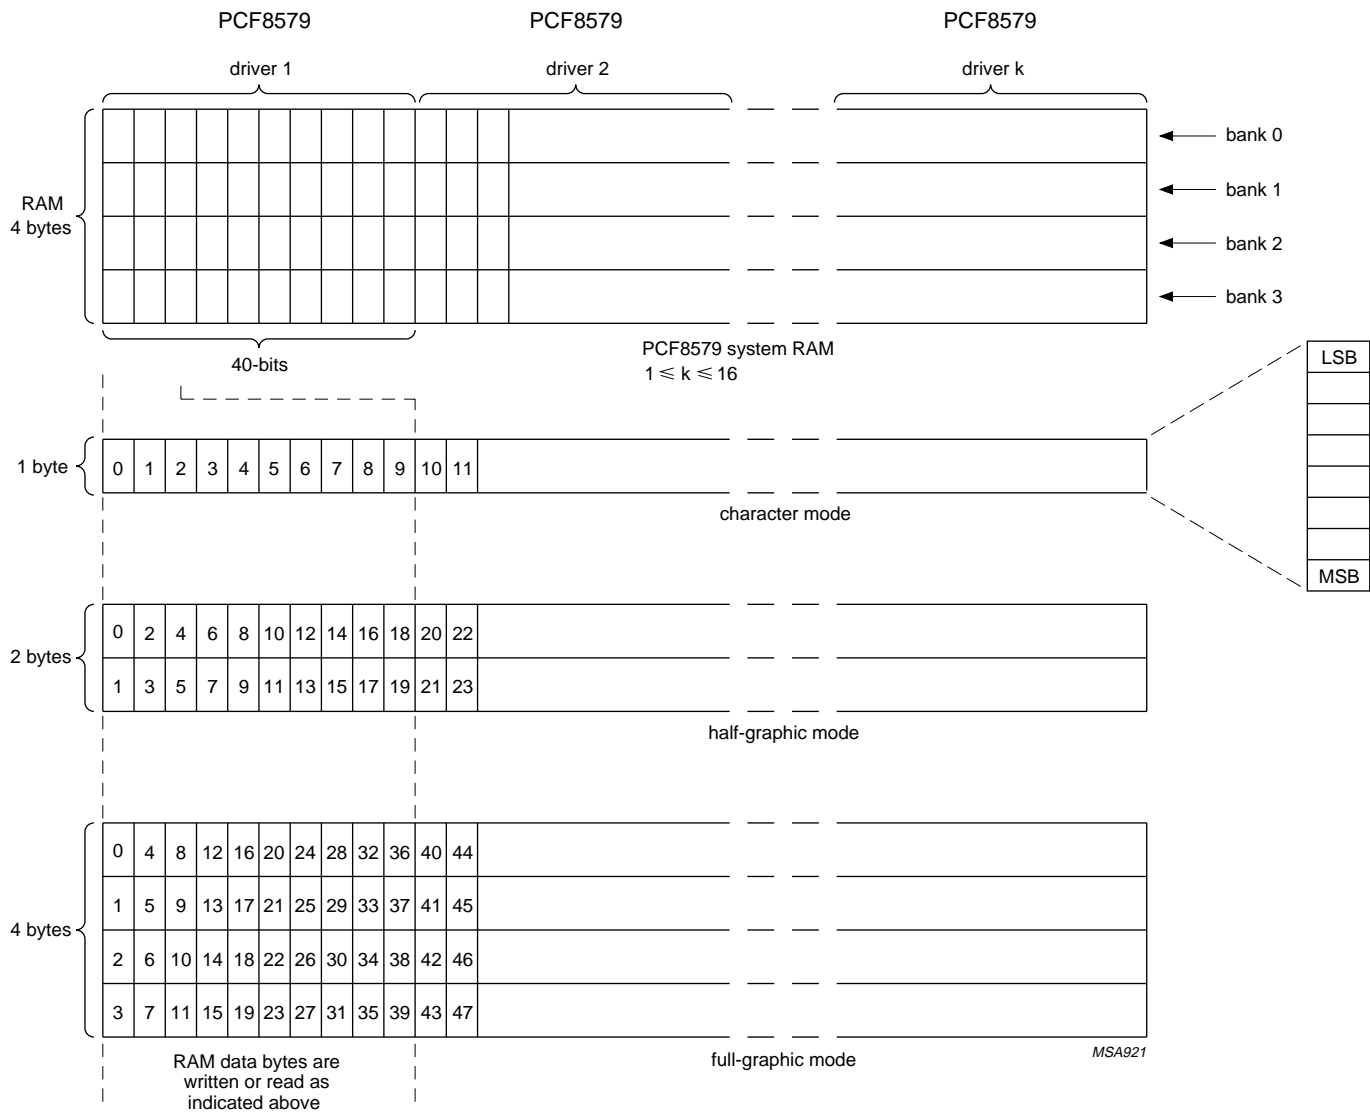 PCF8579 PCF8579 PCF8579
driver 1 driver 2 driver k
bank 0
bank 1
RAM
4 bytes
bank 2
bank 3
40-bits
PCF8579 system RAM
1 ⩽ k ⩽ 16
LSB
1 byte 0 1 2 3 4 5 6 7 8 9 10 11
character mode
MSB
2 bytes
0 2 4 6 8 10 12 14 16 18 20 22
1 3 5 7 9 11 13 15 17 19 21 23
half-graphic mode
4 bytes
0 4 8 12 16 20 24 28 32 36 40 44
1 5 9 13 17 21 25 29 33 37 41 45
2 6 10 14 18 22 26 30 34 38 42 46
3 7 11 15 19 23 27 31 35 39 43 47
RAM data bytes are
written or read as
indicated above
full-graphic mode
MSA921